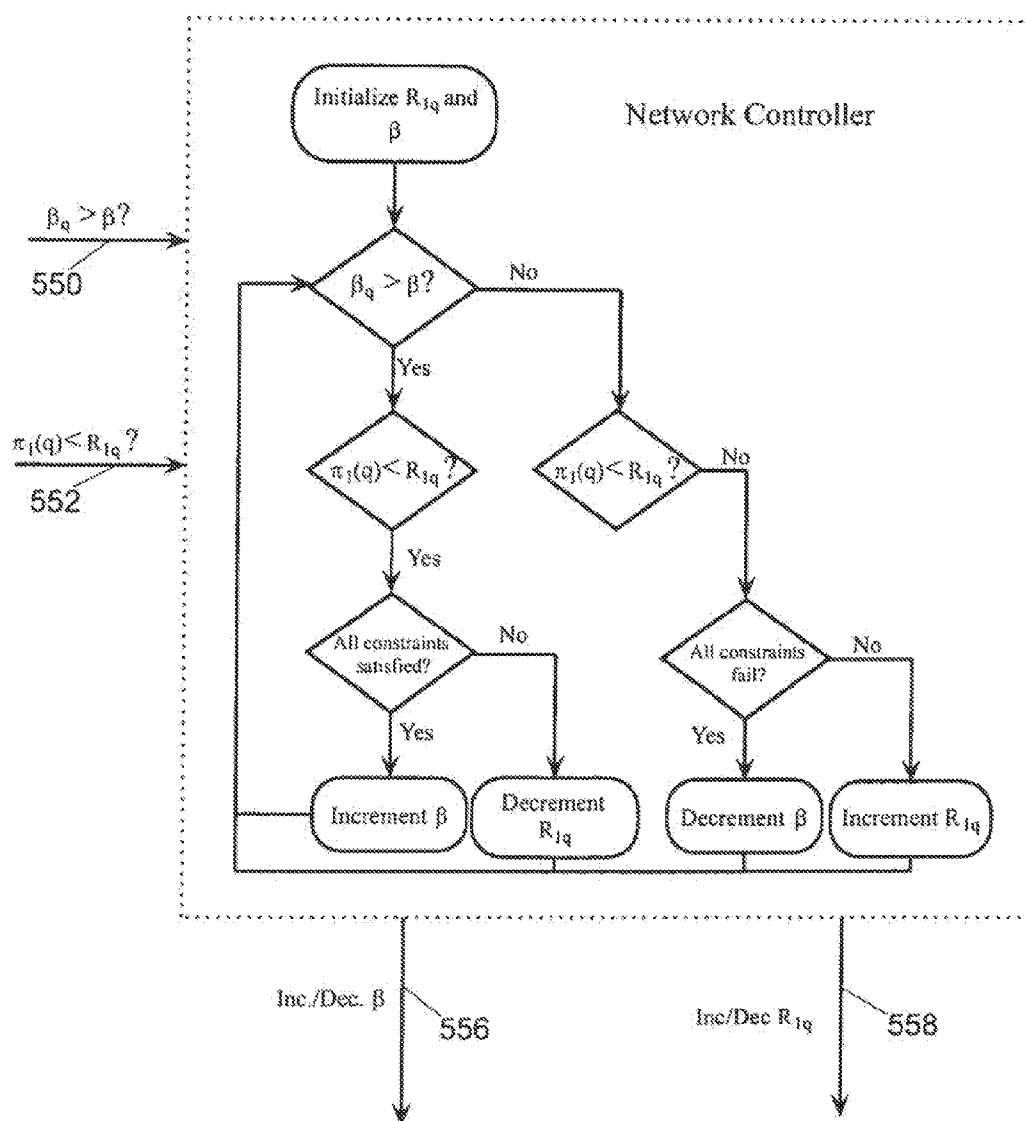 Network Controller
Initialize R1q and
β
βq > β?
550
βq > β?
No
Yes
π1(q)<R1q ?
552
π1(q)<R1q ?
π1(q)<R1q ?
No
Yes
All constraints
satisfied?
No
All constraints
fail?
No
Yes
Yes
Increment β
Decrement
R1q
Decrement β
Increment R1q
Inc./Dec. β
556
Inc/Dec R1q
558